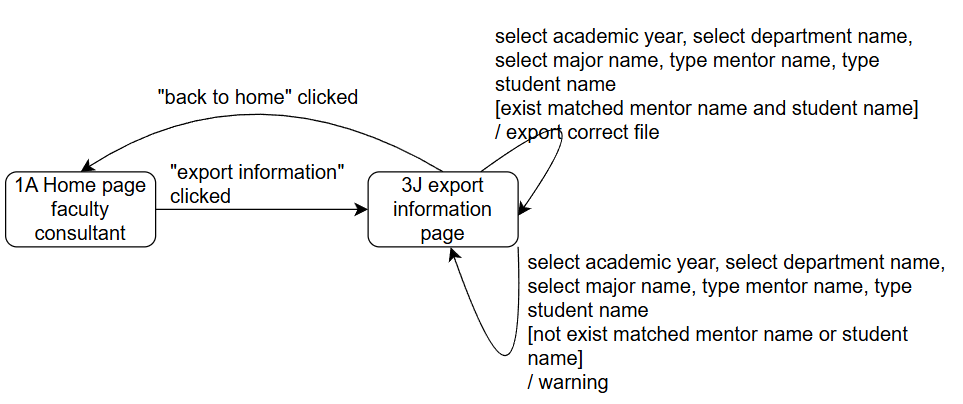 select academic year, select department name,
select major name, type mentor name, type
student name
[exist matched mentor name and student name]
/ export correct file
"back to home" clicked
"export information"
clicked
1A Home page
faculty
consultant
3J export
information
page
select academic year, select department name,
select major name, type mentor name, type
student name
[not exist matched mentor name or student
name]
/ warning